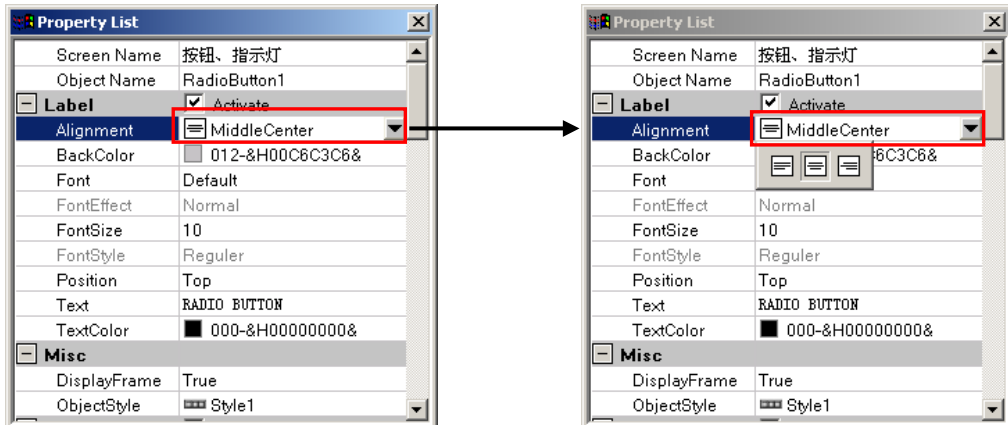 Property List
Screen Name 按钮、指示灯
Object Name RadioButton1
Label Activate
Alignment MiddleCenter
BackColor 012-&H00C6C3C6&
Font Default
FontEffect Normal
FontSize 10
FontStyle Reguler
Position Top
Text RADIO BUTTON
TextColor 000-&H00000000&
Misc
DisplayFrame True
ObjectStyle Style1
Property List
Screen Name 按钮、指示灯
Object Name RadioButton1
Label Activate
Alignment MiddleCenter
BackColor 6C3C6&
Font
FontEffect Normal
FontSize 10
FontStyle Reguler
Position Top
Text RADIO BUTTON
TextColor 000-&H00000000&
Misc
DisplayFrame True
ObjectStyle Style1